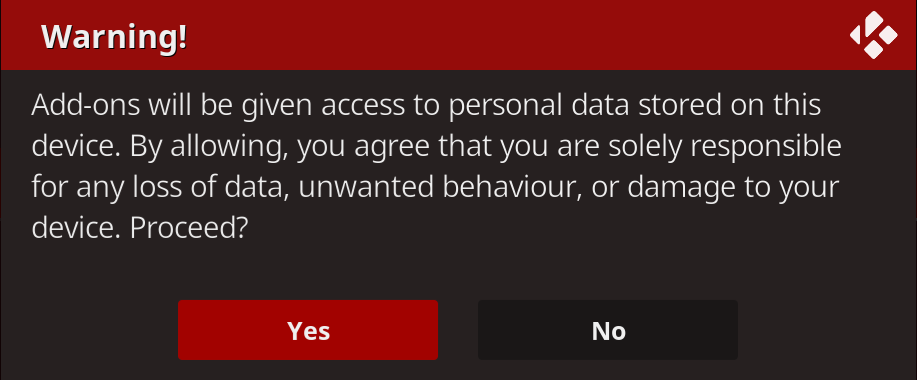 Warning!
Add-ons will be given access to personal data stored on this
device. By allowing, you agree that you are solely responsible
for any loss of data, unwanted behaviour, or damage to your
device. Proceed?
Yes
No